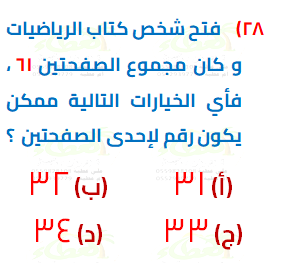 ٢٨) فتح شخص كتاب الرياضيات
و كان مجموع الصفحتين ٦١ ،
فأي الخيارات التالية ممكن
يكون رقم لإحدى الصفحتين ؟
(أ) ٣١ (ب) ٣٢
(ج) ٣٣ (د) ٣٤